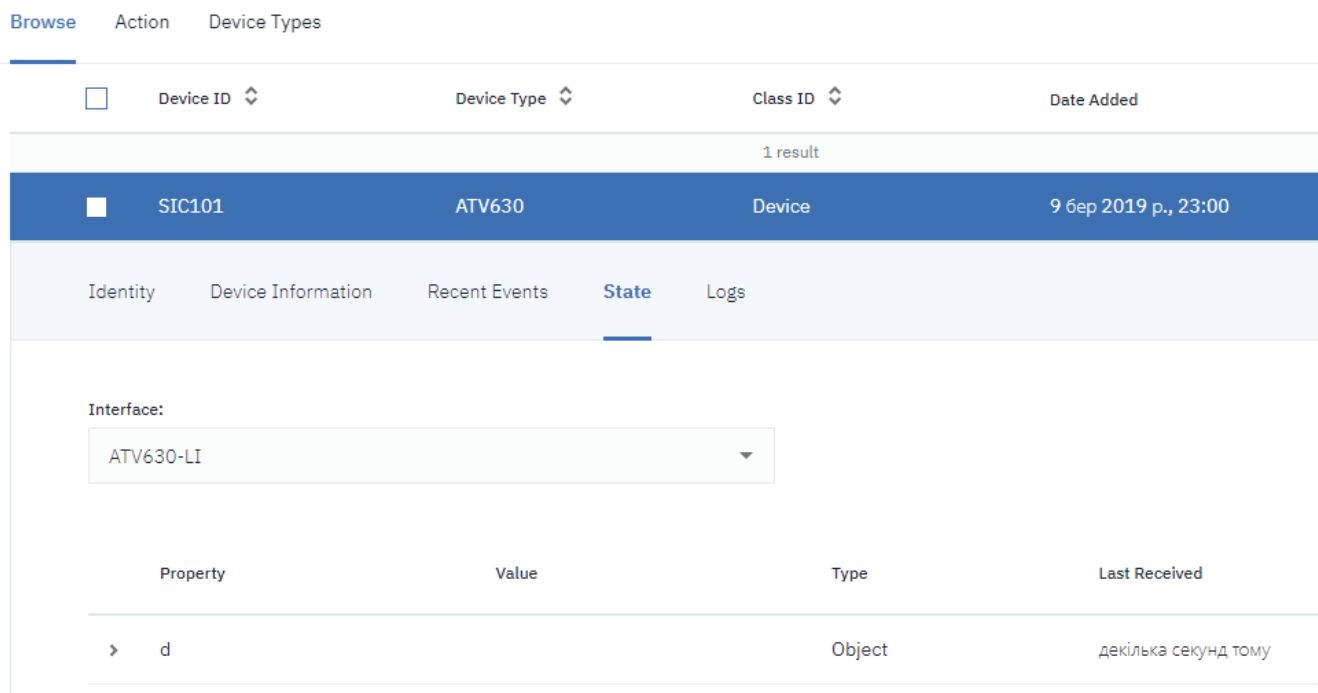 Browse Action Device Types
Device ID Device Type Class ID Date Added
1 result
SIC101 ATV630 Device 9 бер 2019 р., 23:00
Identity Device Information Recent Events State Logs
Interface:
ATV630-LI
Property Value Type Last Received
d Object декілька секунд тому